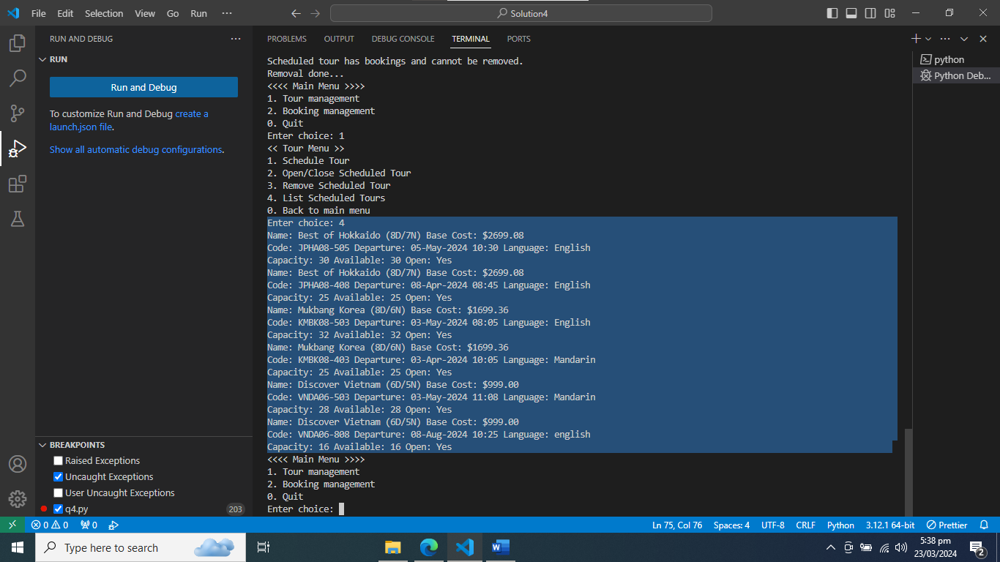 File Edit Selection View Go Run ··· Solution4
RUN AND DEBUG ···
RUN
Run and Debug
To customize Run and Debug create a
launch.json file.
Show all automatic debug configurations.
BREAKPOINTS
Raised Exceptions
Uncaught Exceptions
User Uncaught Exceptions
q4.py 203
PROBLEMS OUTPUT DEBUG CONSOLE TERMINAL PORTS
Scheduled tour has bookings and cannot be removed.
Removal done...
<<<< Main Menu >>>>
1. Tour management
2. Booking management
0. Quit
Enter choice: 1
<< Tour Menu >>
1. Schedule Tour
2. Open/Close Scheduled Tour
3. Remove Scheduled Tour
4. List Scheduled Tours
0. Back to main menu
Enter choice: 4
Name: Best of Hokkaido (8D/7N) Base Cost: $2699.08
Code: JPHA08-505 Departure: 05-May-2024 10:30 Language: English
Capacity: 30 Available: 30 Open: Yes
Name: Best of Hokkaido (8D/7N) Base Cost: $2699.08
Code: JPHA08-408 Departure: 08-Apr-2024 08:45 Language: English
Capacity: 25 Available: 25 Open: Yes
Name: Mukbang Korea (8D/6N) Base Cost: $1699.36
Code: KMBK08-503 Departure: 03-May-2024 08:05 Language: English
Capacity: 32 Available: 32 Open: Yes
Name: Mukbang Korea (8D/6N) Base Cost: $1699.36
Code: KMBK08-403 Departure: 03-Apr-2024 10:05 Language: Mandarin
Capacity: 25 Available: 25 Open: Yes
Name: Discover Vietnam (6D/5N) Base Cost: $999.00
Code: VNDA06-503 Departure: 03-May-2024 11:08 Language: Mandarin
Capacity: 28 Available: 28 Open: Yes
Name: Discover Vietnam (6D/5N) Base Cost: $999.00
Code: VNDA06-808 Departure: 08-Aug-2024 10:25 Language: english
Capacity: 16 Available: 16 Open: Yes
<<<< Main Menu >>>>
1. Tour management
2. Booking management
0. Quit
Enter choice:
python
Python Deb...
0 0 0 Ln 75, Col 76 Spaces: 4 UTF-8 CRLF Python 3.12.1 64-bit Prettier
Type here to search
5:38 pm
23/03/2024
2